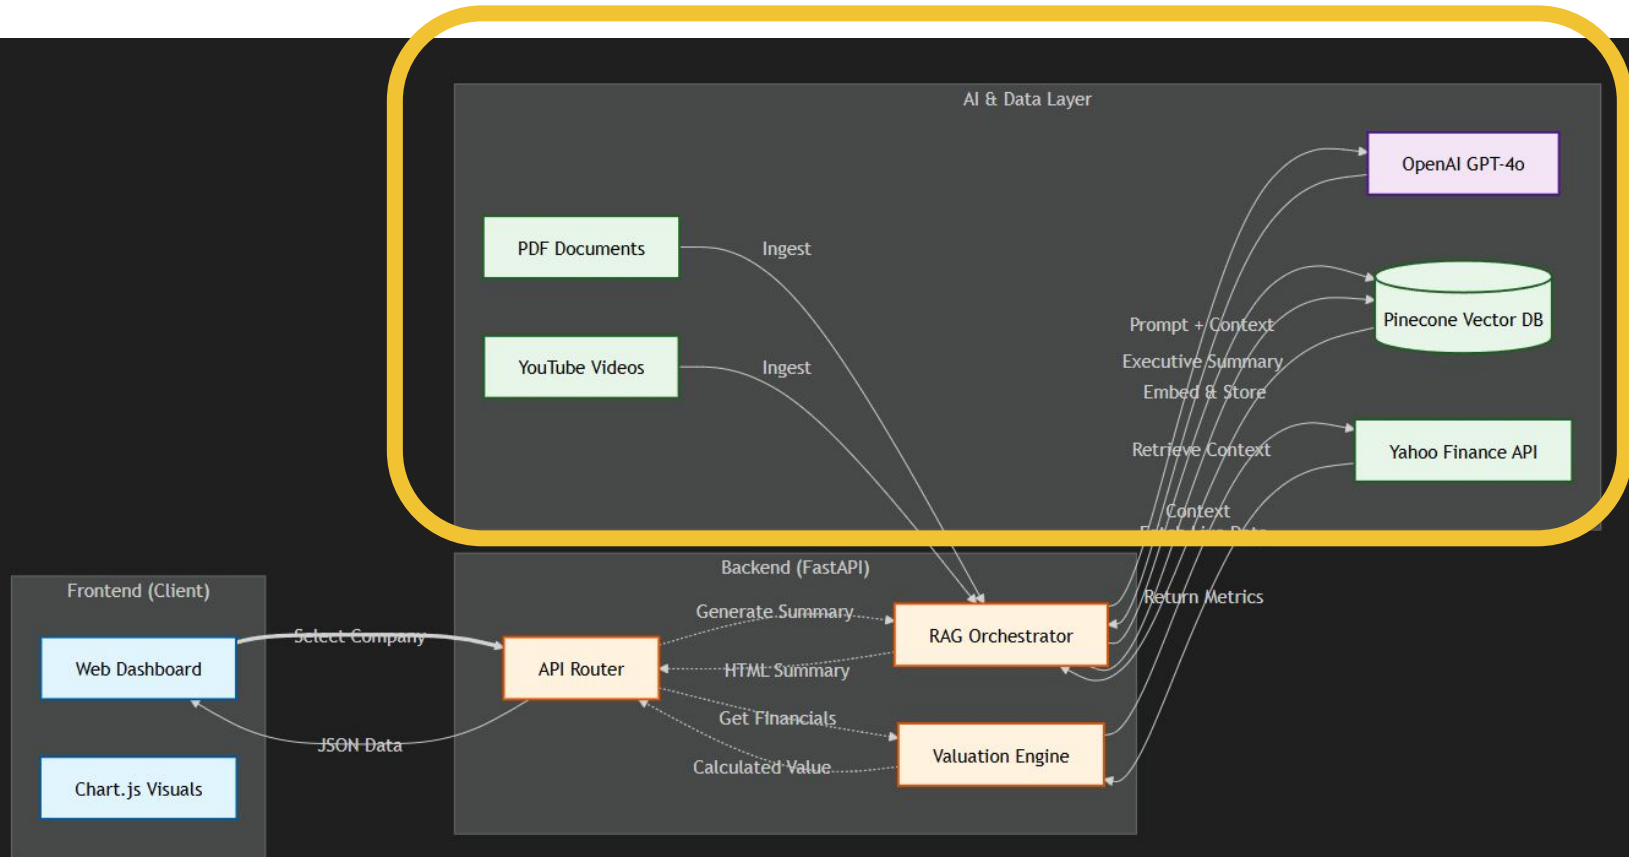 AI & Data Layer
OpenAI GPT-4o
PDF Documents
Ingest
Pinecone Vector DB
Prompt + Context
YouTube Videos
Ingest
Executive Summary
Embed & Store
Retrieve Context
Yahoo Finance API
Context
Backend (FastAPI)
Frontend (Client)
Generate Summary
Return Metrics
Select Company
RAG Orchestrator
Web Dashboard
API Router
HTML Summary
Get Financials
JSON Data
Valuation Engine
Calculated Value
Chart.js Visuals